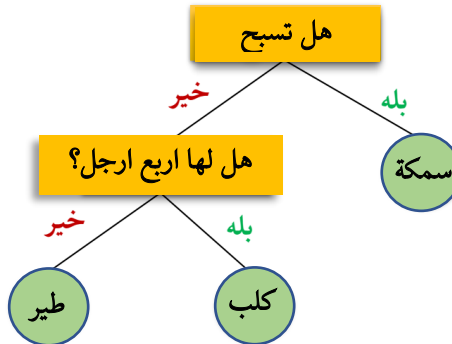 هل تسبح
خير
بله
هل لها اربع ارجل؟
سمكة
خير
بله
طير
كلب